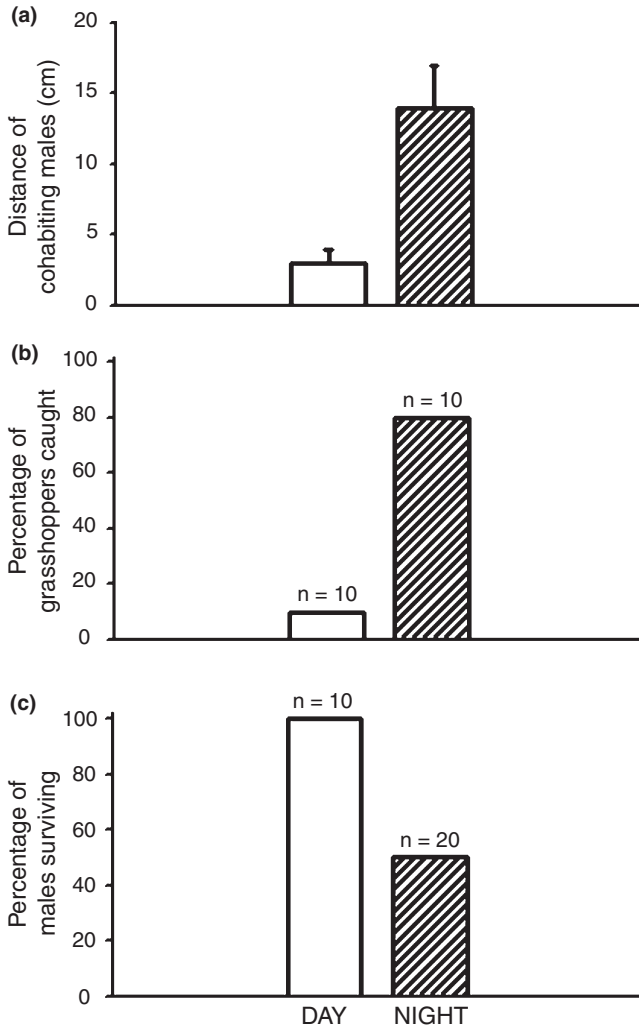 (a)
Distance of
cohabiting males (cm)
20
15
10
5
0
(b)
Percentage of
grasshoppers caught
100
80
60
40
20
0
n = 10
n = 10
(c)
Percentage of
males surviving
100
80
60
40
20
0
n = 10
n = 20
DAY
NIGHT